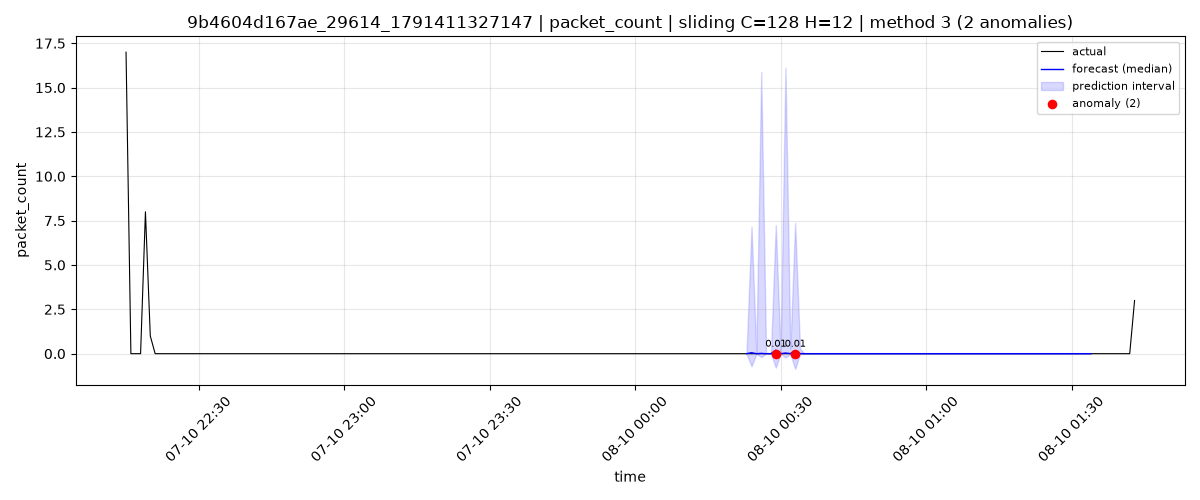 9b4604d167ae_29614_1791411327147 | packet_count | sliding C=128 H=12 | method 3 (2 anomalies)
actual
forecast (median)
prediction interval
anomaly (2)
17.5
15.0
12.5
10.0
7.5
5.0
2.5
0.0
packet_count
0.01
0.01
07-10 22:30
07-10 23:00
07-10 23:30
08-10 00:00
08-10 00:30
08-10 01:00
08-10 01:30
time